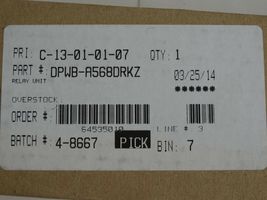 PRI: C-13-01-01-07 QTY: 1
PART #: DPWB-A568DRKZ
RELAY UNIT 03/25/14
OVERSTOCK: ******
ORDER #:
64535010 LINE #: 3
BATCH #: 4-8667 PICK BIN: 7